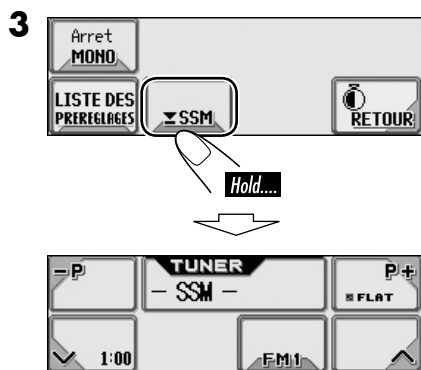 3
Arret
MONO
LISTE DES
PREREGLAGES
SSM
RETOUR
Hold....
–P
TUNER
P+
– SSM –
FLAT
1:00
FM1